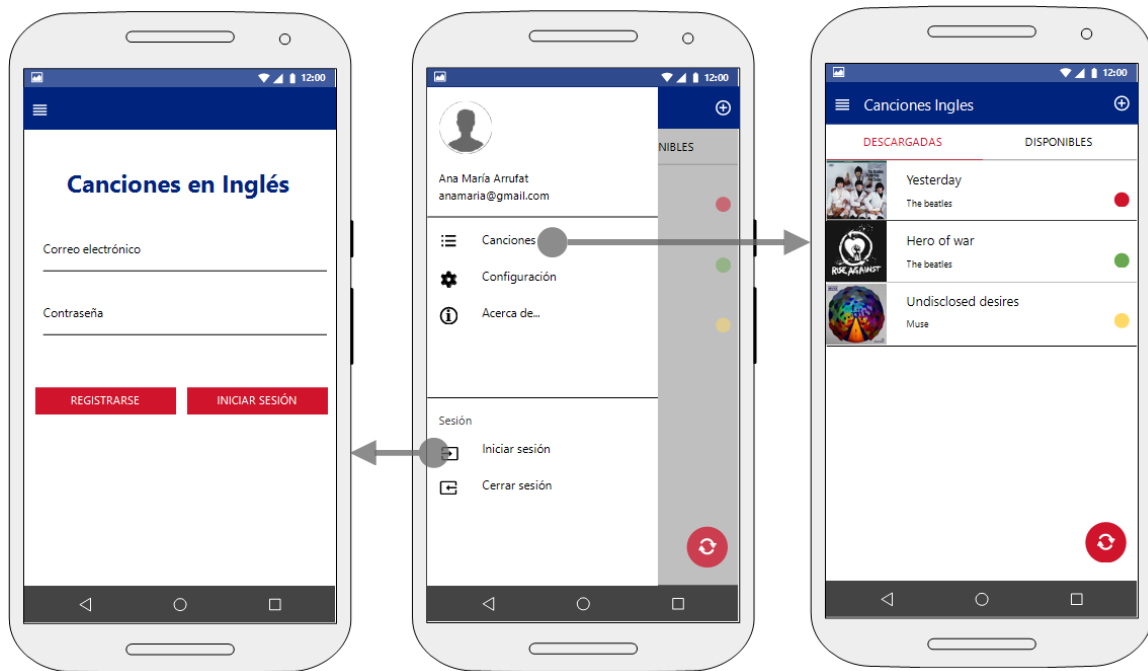 12:00
Canciones en Inglés
Correo electrónico
Contraseña
REGISTRARSE
INICIAR SESIÓN
12:00
NIBLES
Ana María Arrufat
anamaria@gmail.com
Canciones
Configuración
Acerca de...
Sesión
Iniciar sesión
Cerrar sesión
12:00
Canciones Ingles
DESCARGADAS
DISPONIBLES
Yesterday
The beatles
RISE AGAINST
Hero of war
The beatles
Undisclosed desires
Muse